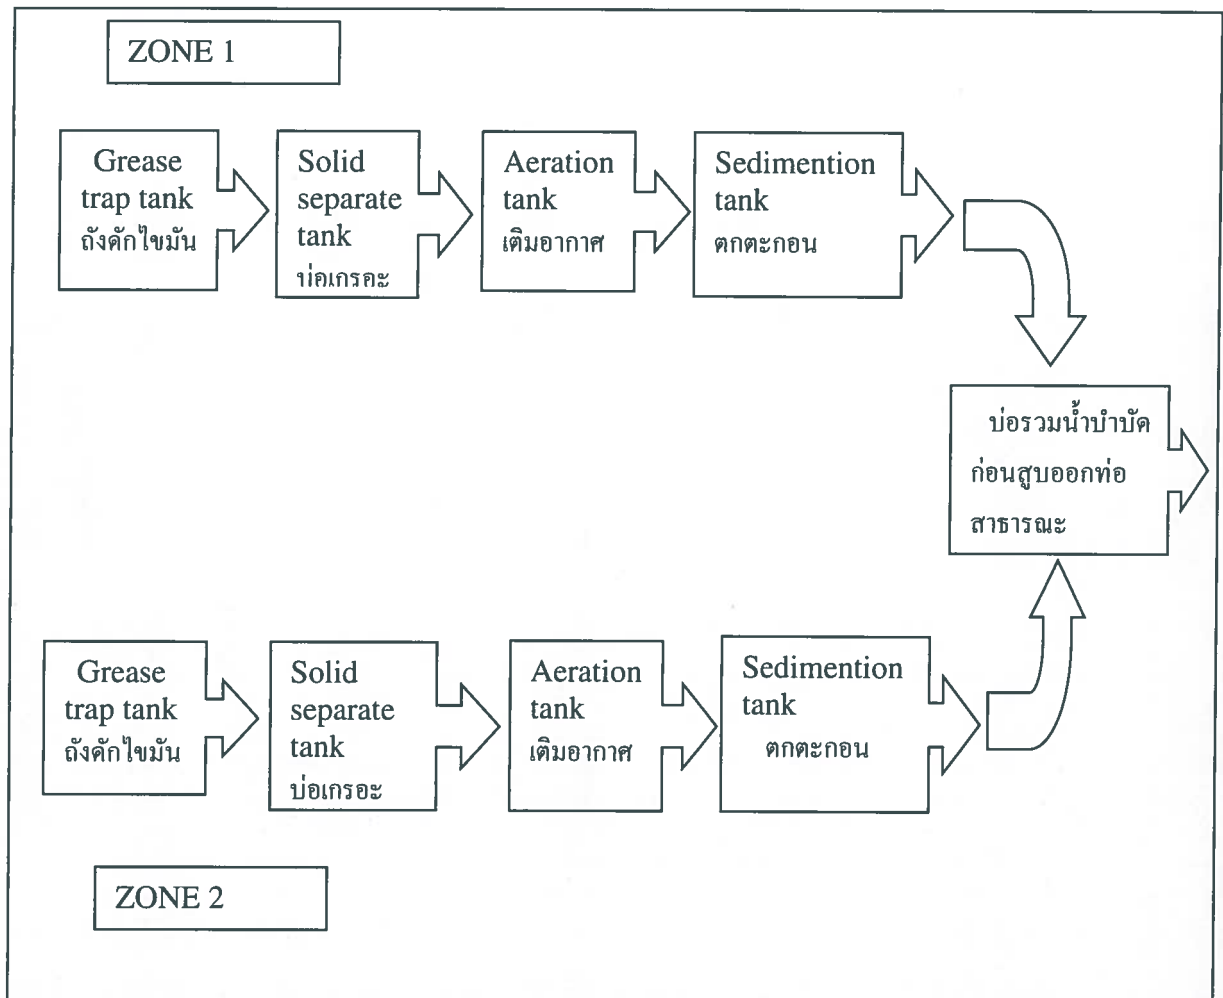 ZONE 1
Grease
trap tank
ถังดักไขมัน
Solid
separate
tank
บ่อเกรอะ
Aeration
tank
เติมอากาศ
Sedimention
tank
ตกตะกอน
บ่อรวมน้ำบำบัด
ก่อนสูบออกท่อ
สาธารณะ
Grease
trap tank
ถังดักไขมัน
Solid
separate
tank
บ่อเกรอะ
Aeration
tank
เติมอากาศ
Sedimention
tank
ตกตะกอน
ZONE 2